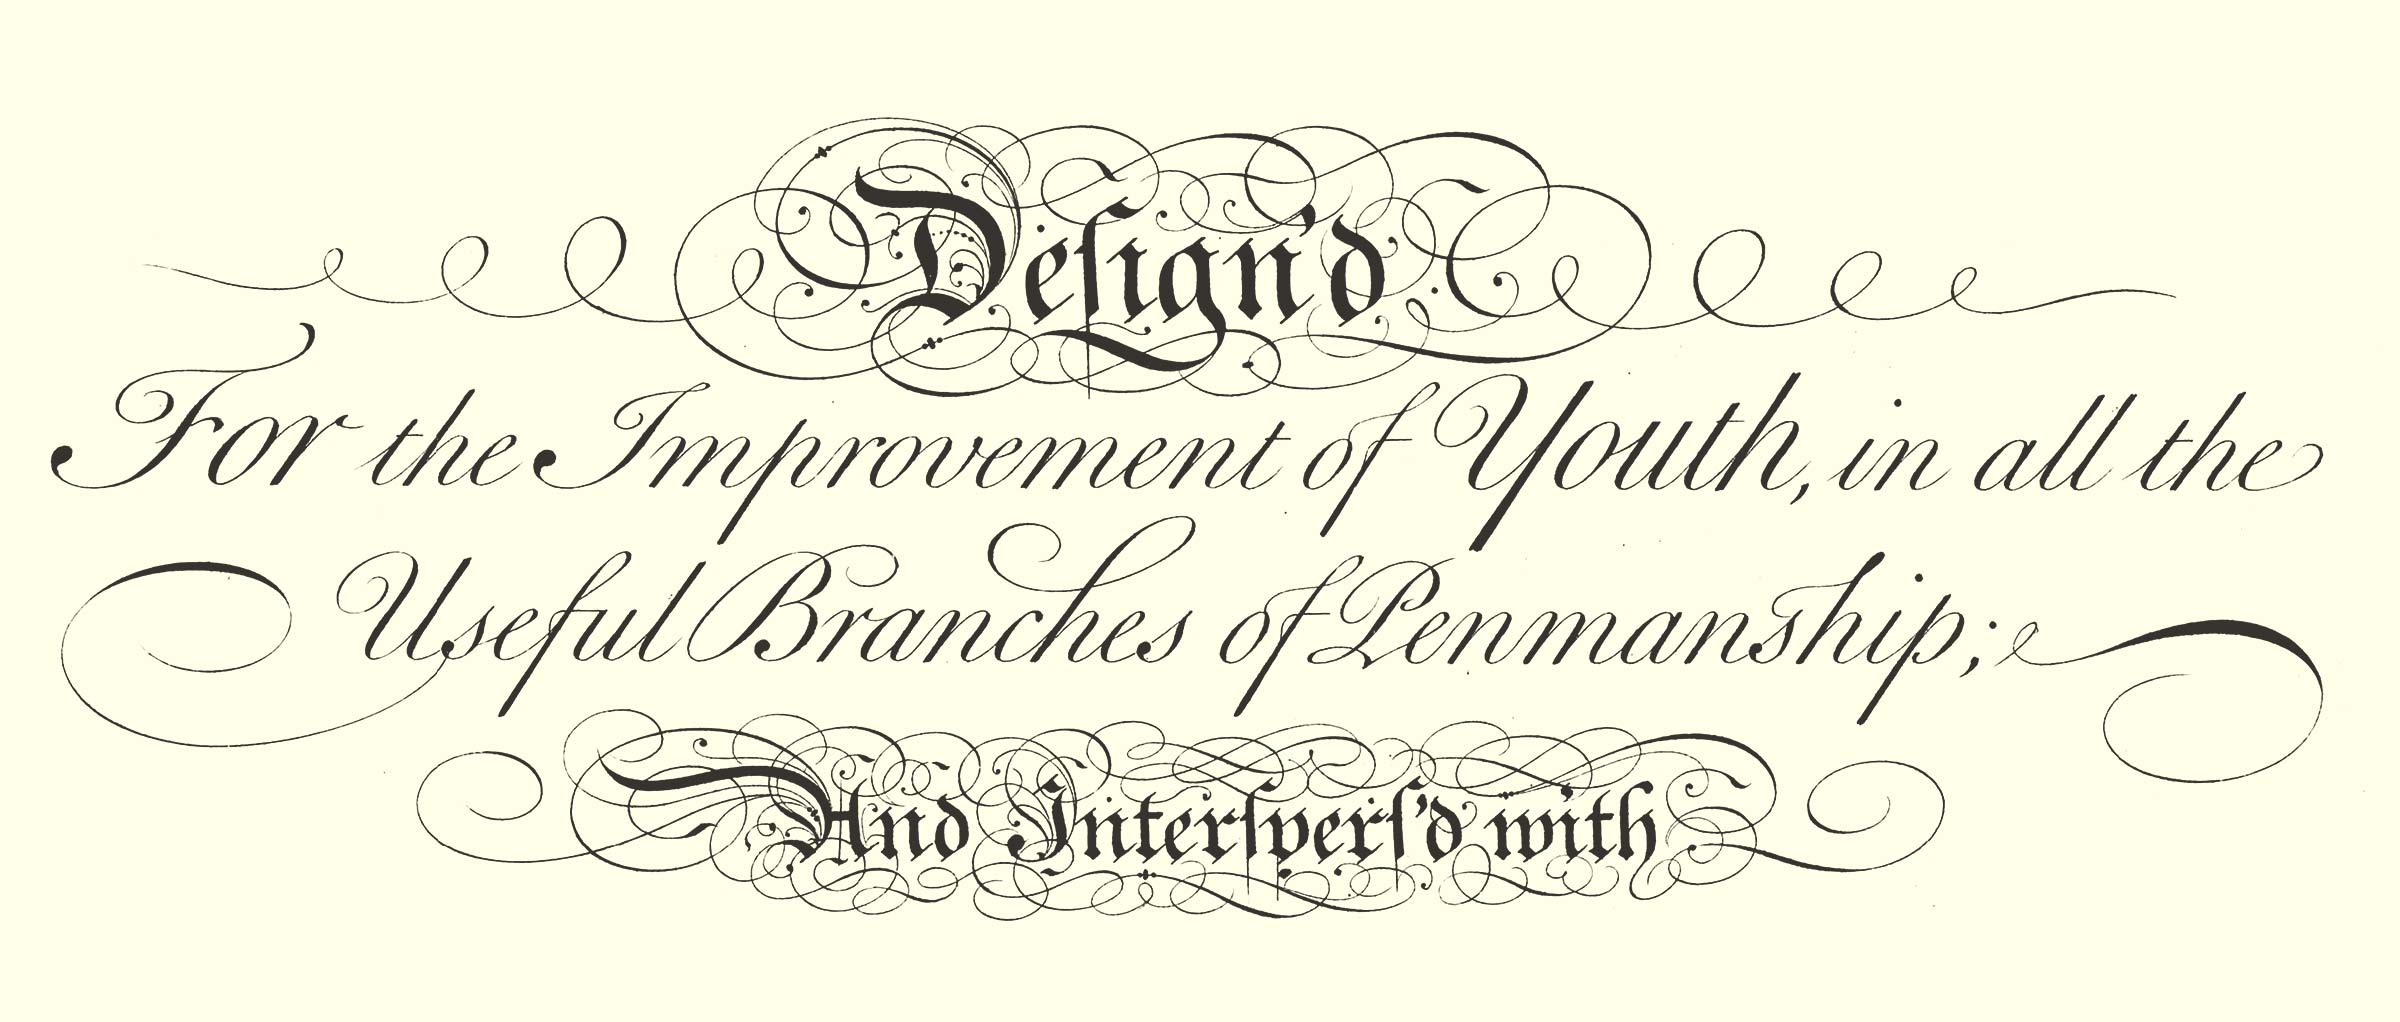 Deſign'd
For the Improvement of Youth, in all the
Useful Branches of Penmanship;
And Interſpers'd with